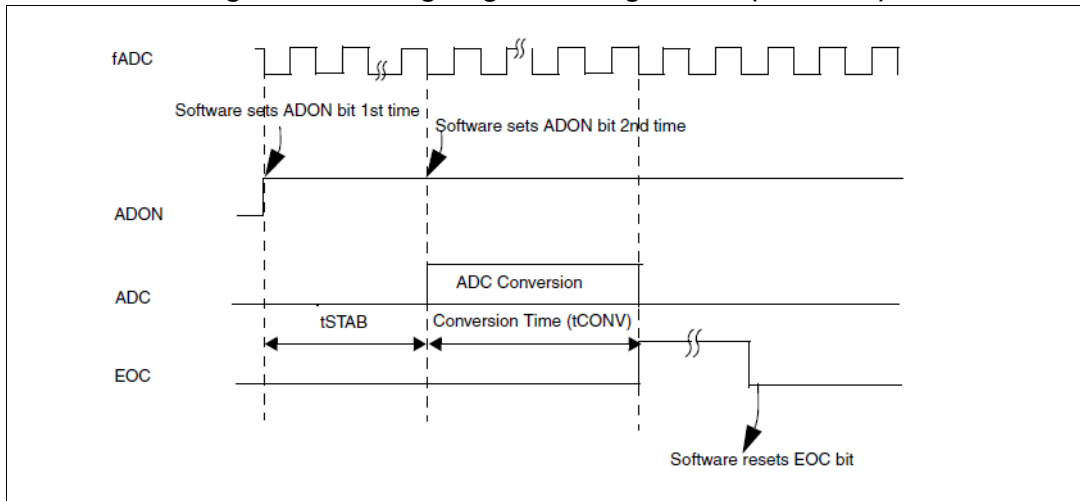 fADC
Software sets ADON bit 1st time
Software sets ADON bit 2nd time
ADON
ADC Conversion
ADC
tSTAB
Conversion Time (tCONV)
EOC
Software resets EOC bit